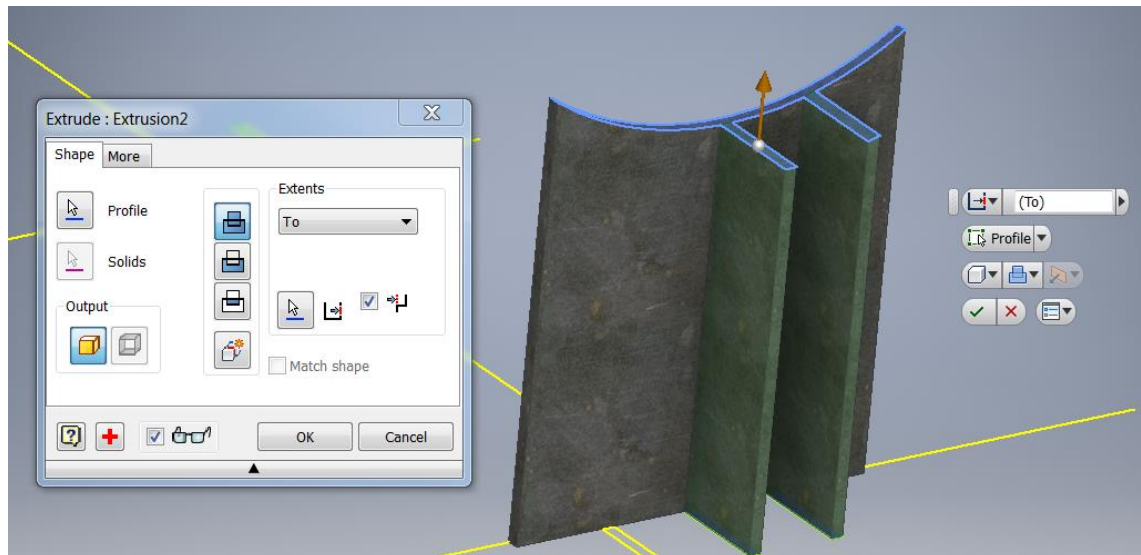 Extrude : Extrusion2
Shape
More
Profile
Solids
Output
Extents
To
Match shape
OK
Cancel
(To)
Profile